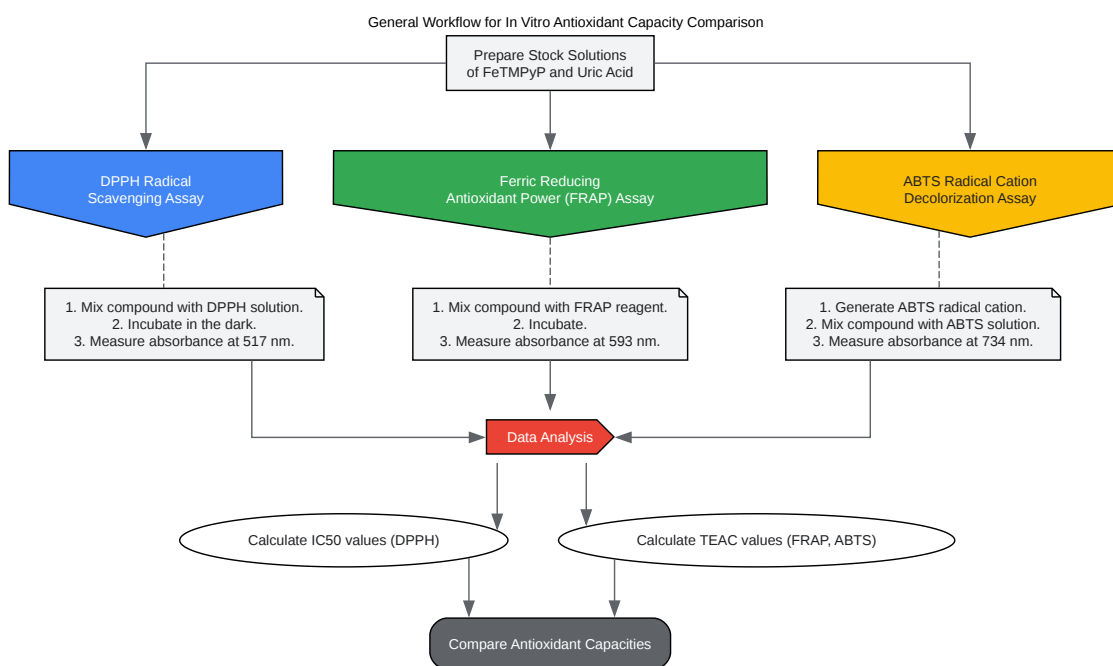 General Workflow for In Vitro Antioxidant Capacity Comparison
Prepare Stock Solutions
of FeTMPyP and Uric Acid
DPPH Radical
Scavenging Assay
Ferric Reducing
Antioxidant Power (FRAP) Assay
ABTS Radical Cation
Decolorization Assay
1. Mix compound with DPPH solution.
2. Incubate in the dark.
3. Measure absorbance at 517 nm.
1. Mix compound with FRAP reagent.
2. Incubate.
3. Measure absorbance at 593 nm.
1. Generate ABTS radical cation.
2. Mix compound with ABTS solution.
3. Measure absorbance at 734 nm.
Data Analysis
Calculate IC50 values (DPPH)
Calculate TEAC values (FRAP, ABTS)
Compare Antioxidant Capacities